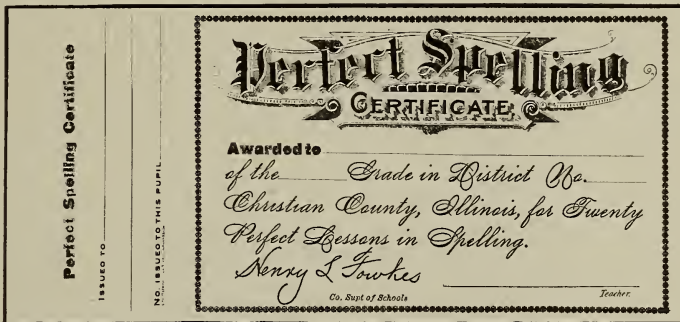 Perfect Spelling Certificate
ISSUED TO
NO. ISSUED TO THIS PUPIL
Perfect Spelling
CERTIFICATE
Awarded to
of the Grade in District No.
Christian County, Illinois, for Twenty
Perfect Lessons in Spelling.
Henry L Fowkes
Co. Supt of Schools
Teacher.